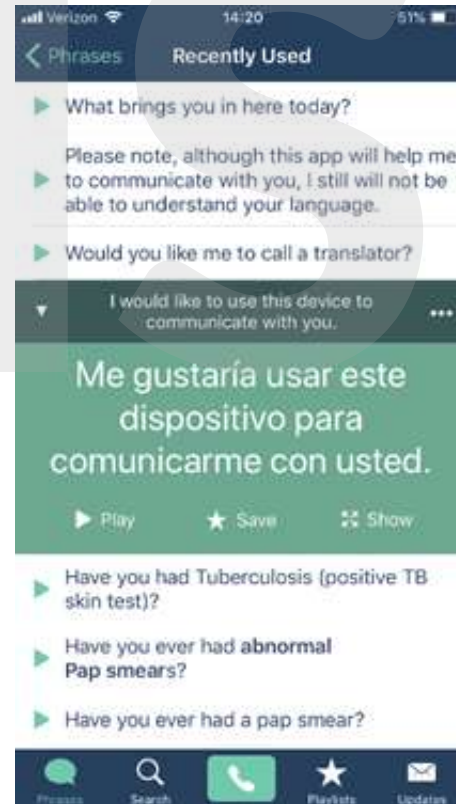 Verizon 14:20 51%
Phrases Recently Used
What brings you in here today?
Please note, although this app will help me
to communicate with you, I still will not be
able to understand your language.
Would you like me to call a translator?
I would like to use this device to
communicate with you.
Me gustaría usar este
dispositivo para
comunicarme con usted.
Play Save Show
Have you had Tuberculosis (positive TB
skin test)?
Have you ever had abnormal
Pap smears?
Have you ever had a pap smear?
Phrases Search Playlists Updates